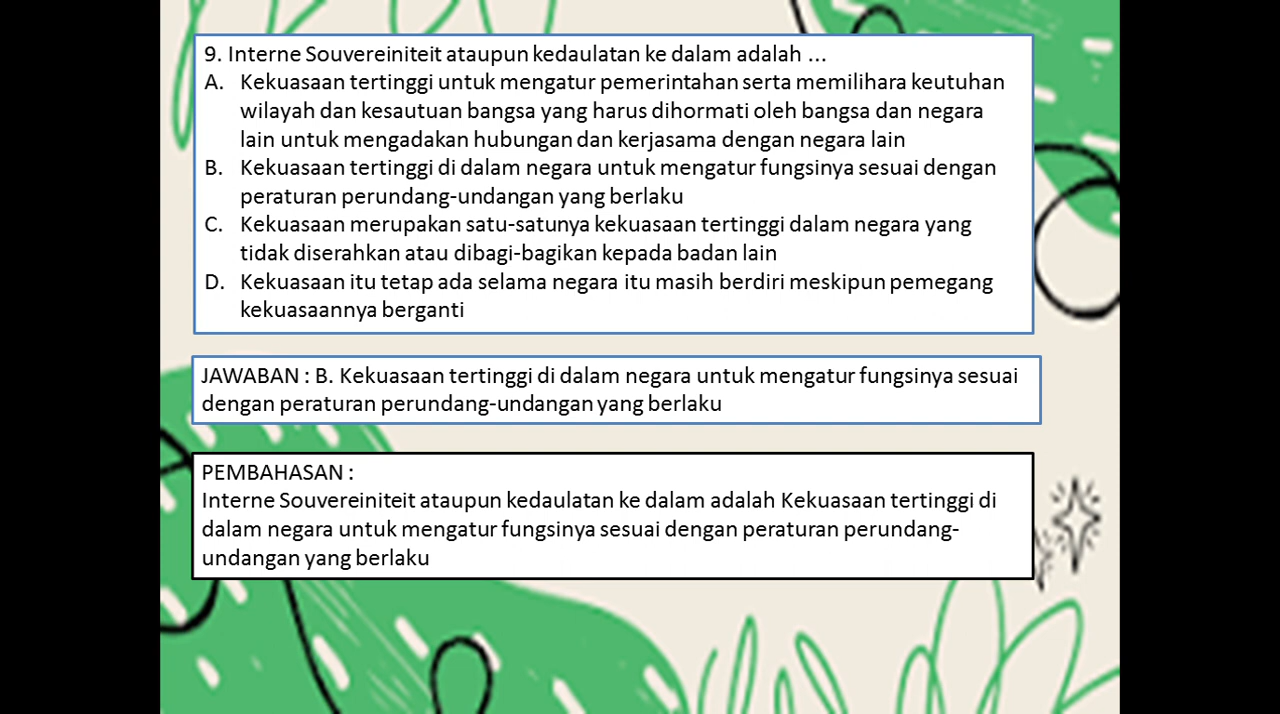 9. Interne Souvereiniteit ataupun kedaulatan ke dalam adalah ...
A. Kekuasaan tertinggi untuk mengatur pemerintahan serta memilihara keutuhan
wilayah dan kesautuan bangsa yang harus dihormati oleh bangsa dan negara
lain untuk mengadakan hubungan dan kerjasama dengan negara lain
B. Kekuasaan tertinggi di dalam negara untuk mengatur fungsinya sesuai dengan
peraturan perundang-undangan yang berlaku
C. Kekuasaan merupakan satu-satunya kekuasaan tertinggi dalam negara yang
tidak diserahkan atau dibagi-bagikan kepada badan lain
D. Kekuasaan itu tetap ada selama negara itu masih berdiri meskipun pemegang
kekuasaannya berganti
JAWABAN : B. Kekuasaan tertinggi di dalam negara untuk mengatur fungsinya sesuai
dengan peraturan perundang-undangan yang berlaku
PEMBAHASAN :
Interne Souvereiniteit ataupun kedaulatan ke dalam adalah Kekuasaan tertinggi di
dalam negara untuk mengatur fungsinya sesuai dengan peraturan perundang-
undangan yang berlaku